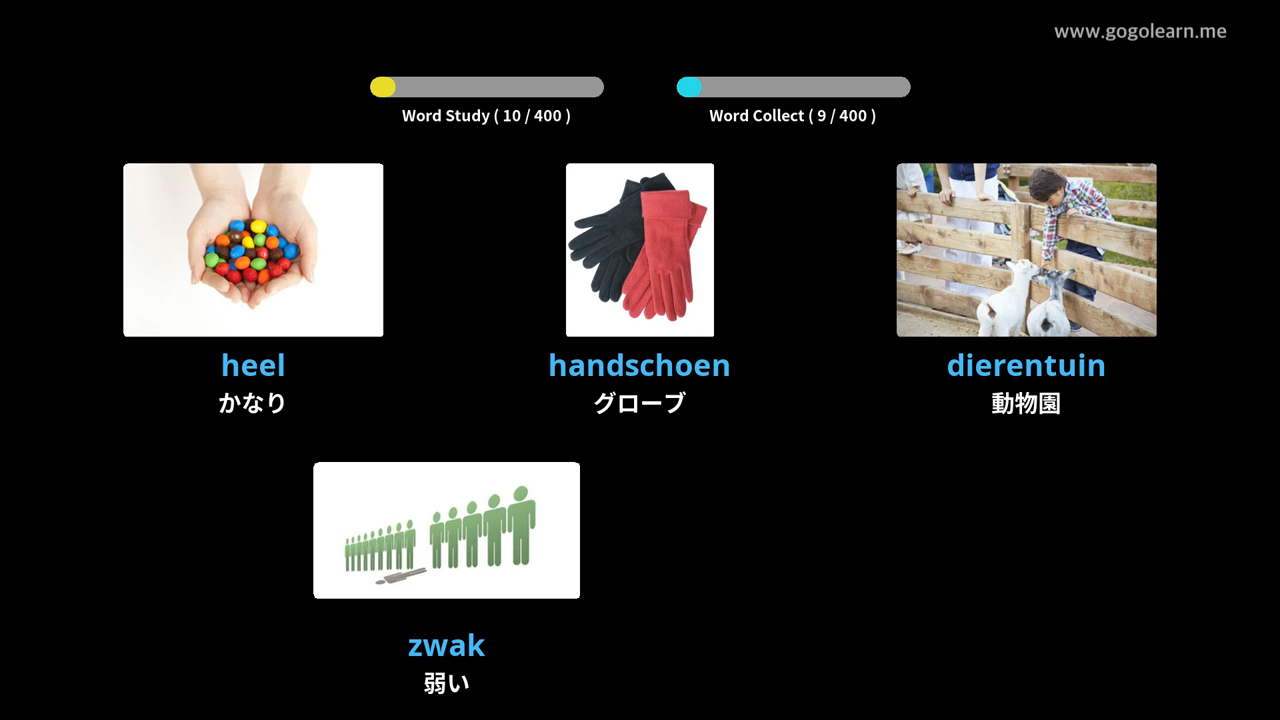 www.gogolearn.me
Word Study ( 10 / 400 )
Word Collect ( 9 / 400 )
heel
かなり
handschoen
グローブ
dierentuin
動物園
zwak
弱い